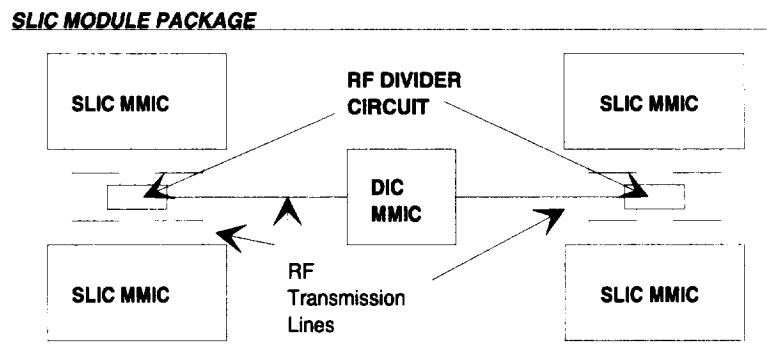 SLIC MODULE PACKAGE
SLIC MMIC
RF DIVIDER
CIRCUIT
SLIC MMIC
DIC
MMIC
SLIC MMIC
RF
Transmission
Lines
SLIC MMIC